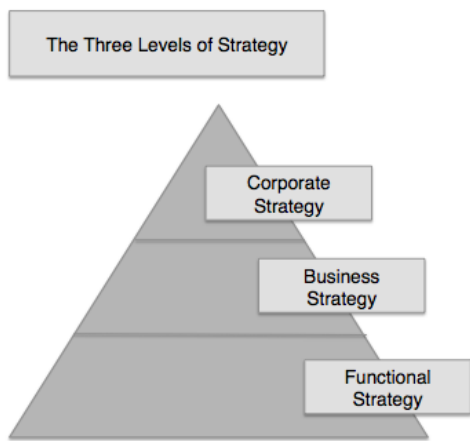 The Three Levels of Strategy
Corporate
Strategy
Business
Strategy
Functional
Strategy